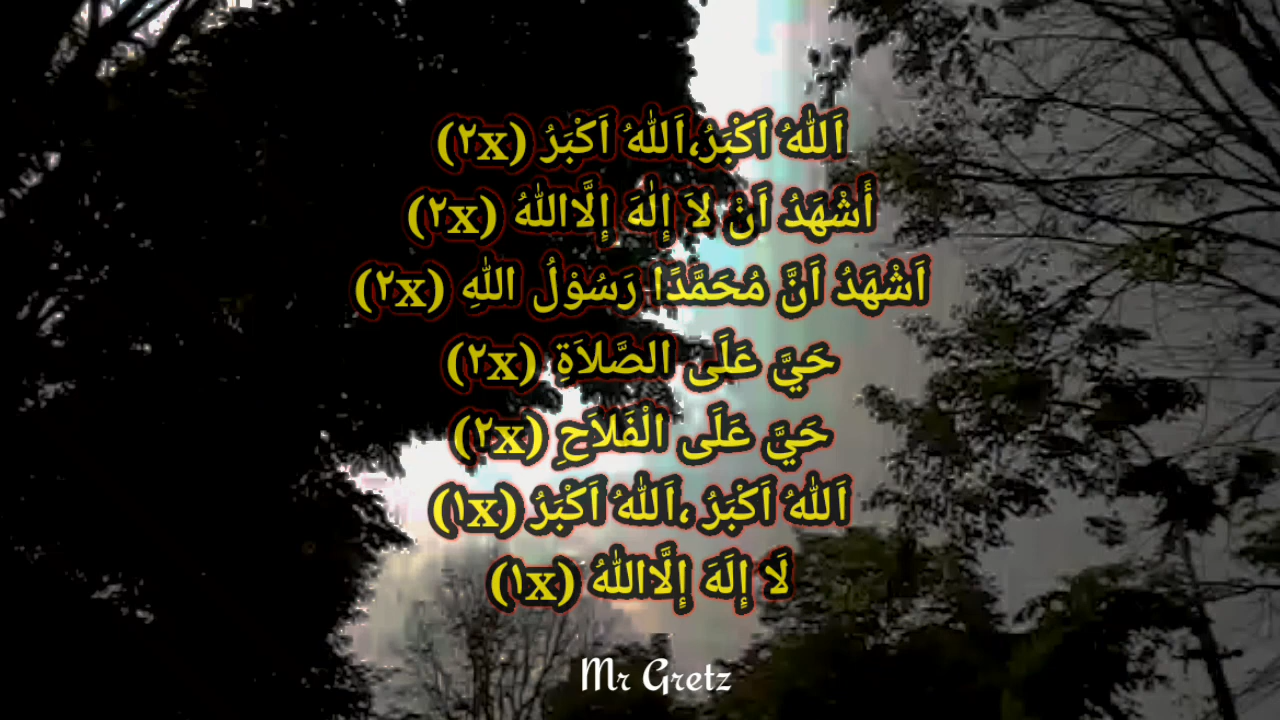 اَللّٰهُ اَكْبَرُ،اَللّٰهُ اَكْبَرُ (٢x)
أَشْهَدُ اَنْ لاَ إِلٰهَ إِلَّااللّٰهُ (٢x)
اَشْهَدُ اَنَّ مُحَمَّدًا رَسُوْلُ اللّٰهِ (٢x)
حَيَّ عَلَى الصَّلاَةِ (٢x)
حَيَّ عَلَى الْفَلاَحِ (٢x)
اَللّٰهُ اَكْبَرُ ،اَللّٰهُ اَكْبَرُ (١x)
لَا إِلَهَ إِلَّااللّٰهُ (١x)
Mr Gretz